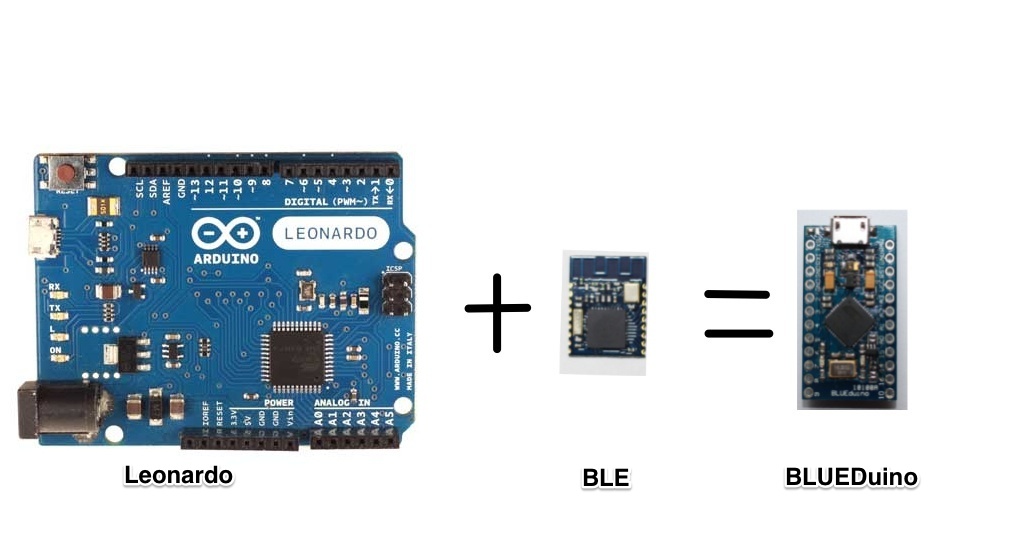 SCL
SDA
AREF
GND
~13
12
~11
~10
~9
8
7
~6
~5
4
~3
2
TX→1
RX←0
DIGITAL (PWM~)
ARDUINO
LEONARDO
ICSP
RX
TX
L
ON
WWW.ARDUINO.CC
MADE IN ITALY
POWER
ANALOG IN
IOREF
RESET
3.3V
5V
GND
GND
Vin
A0
A1
A2
A3
A4
A5
BLUEduino
+
=
Leonardo
BLE
BLUEDuino